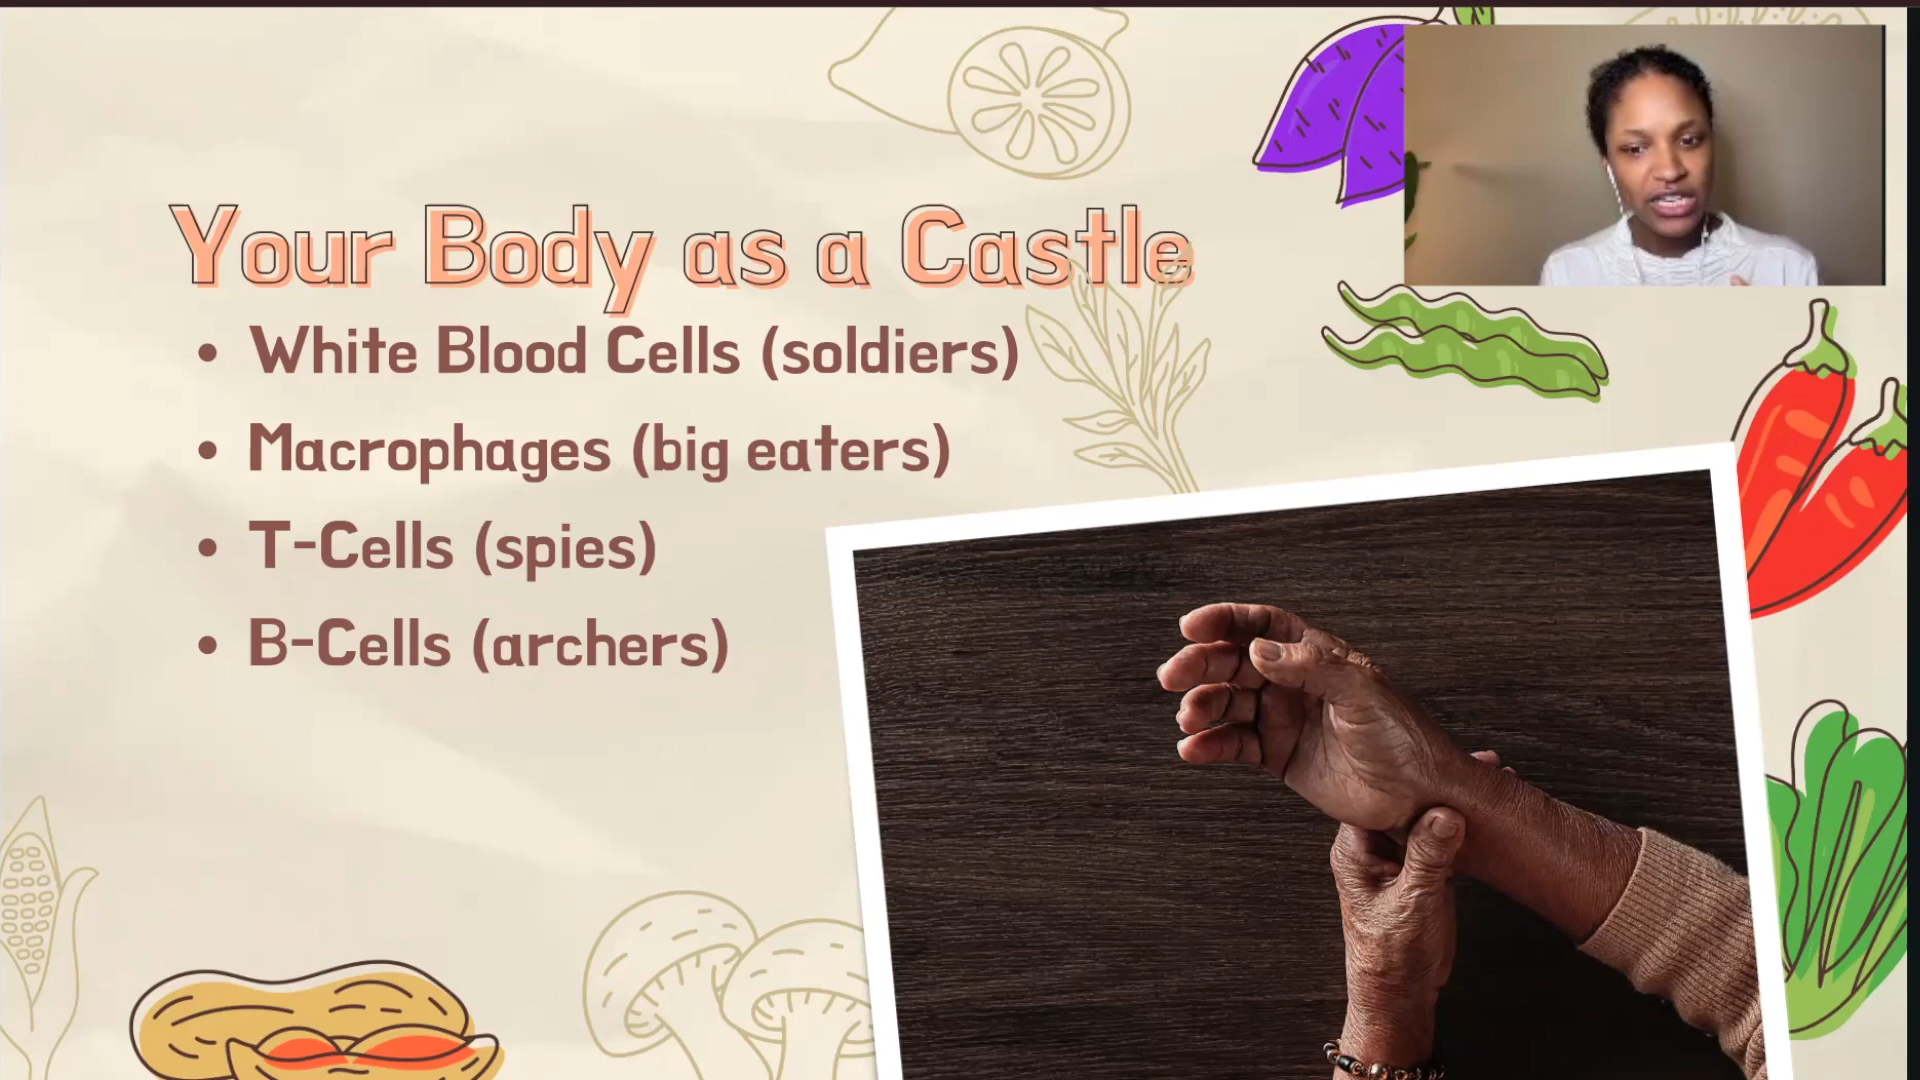 Your Body as a Castle
• White Blood Cells (soldiers)
• Macrophages (big eaters)
• T-Cells (spies)
• B-Cells (archers)